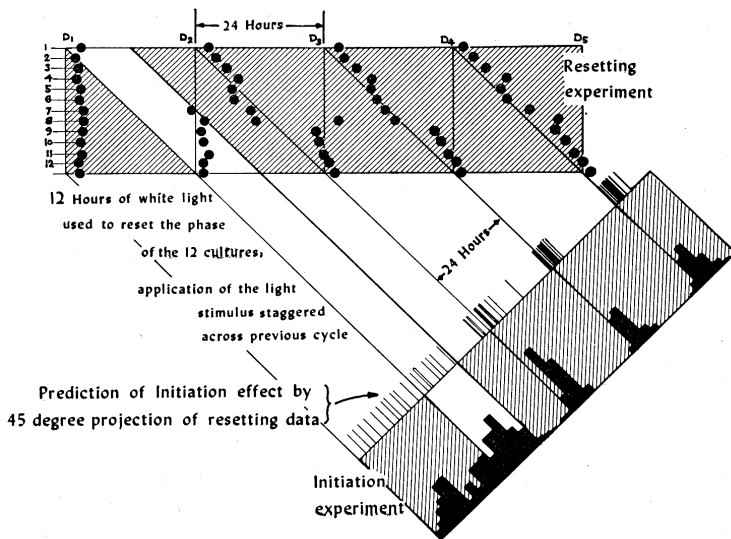 24 Hours
D1 D2 D3 D4 D5
1
2
3
4
5
6
7
8
9
10
11
12
Resetting
experiment
12 Hours of white light
used to reset the phase
of the 12 cultures,
application of the light
stimulus staggered
across previous cycle
24 Hours
Prediction of Initiation effect by
45 degree projection of resetting data.
Initiation
experiment